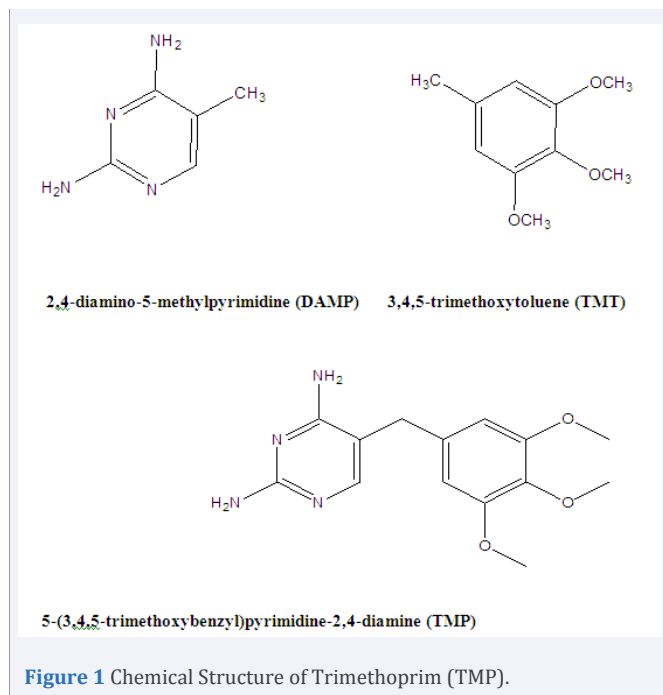 NH2
CH3
N
H2N
N
H3C
OCH3
OCH3
OCH3
2,4-diamino-5-methylpyrimidine (DAMP) 3,4,5-trimethoxytoluene (TMT)
NH2
N
H2N
N
O
O
O
5-(3,4,5-trimethoxybenzyl)pyrimidine-2,4-diamine (TMP)
Figure 1 Chemical Structure of Trimethoprim (TMP).